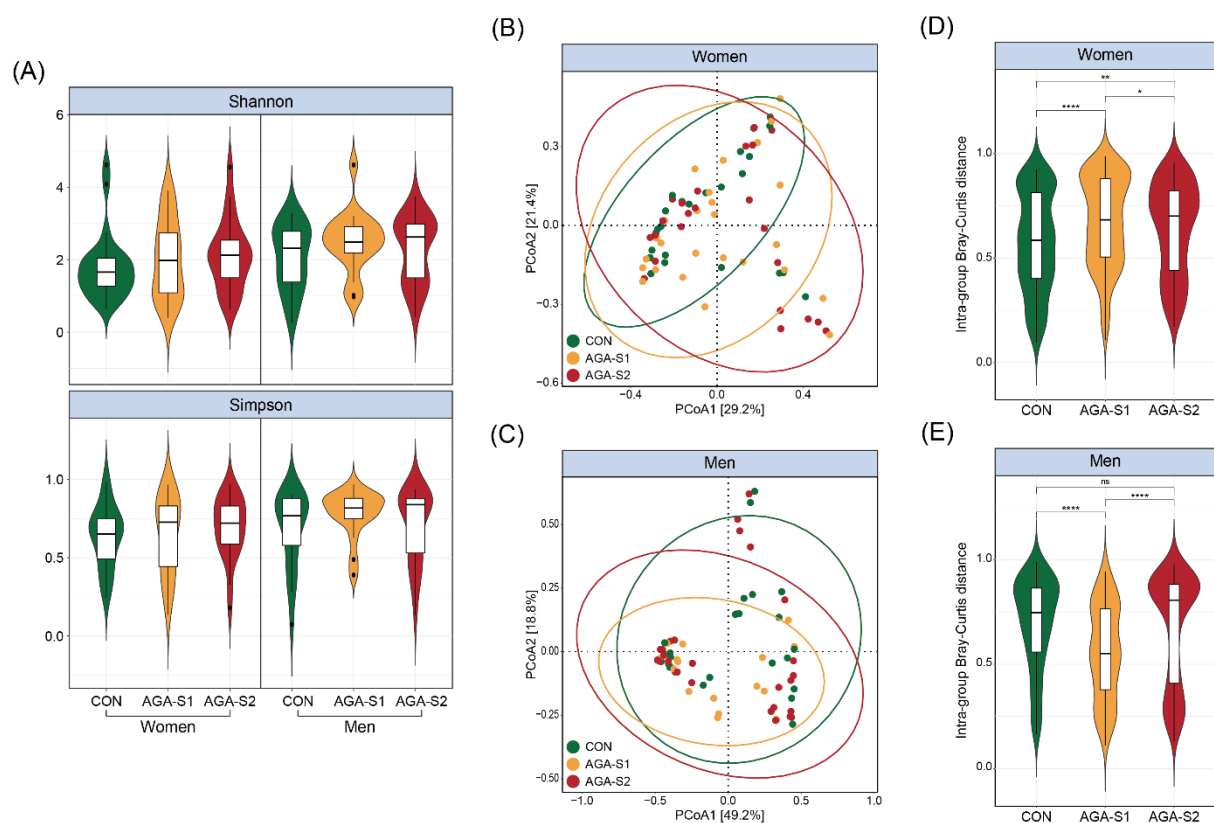 (A)
Shannon
6
4
2
0
Simpson
1.0
0.5
0.0
CON AGA-S1 AGA-S2 CON AGA-S1 AGA-S2
Women Men
(B)
Women
PCoA2 [21.4%]
0.3
0.0
−0.3
−0.6
CON
AGA-S1
AGA-S2
−0.4 0.0 0.4
PCoA1 [29.2%]
(C)
Men
PCoA2 [18.8%]
0.50
0.25
0.00
−0.25
−0.50
CON
AGA-S1
AGA-S2
−1.0 −0.5 0.0 0.5 1.0
PCoA1 [49.2%]
(D)
Women
**
**** *
Intra-group Bray-Curtis distance
1.0
0.5
0.0
CON AGA-S1 AGA-S2
(E)
Men
ns
**** ****
Intra-group Bray-Curtis distance
1.0
0.5
0.0
CON AGA-S1 AGA-S2